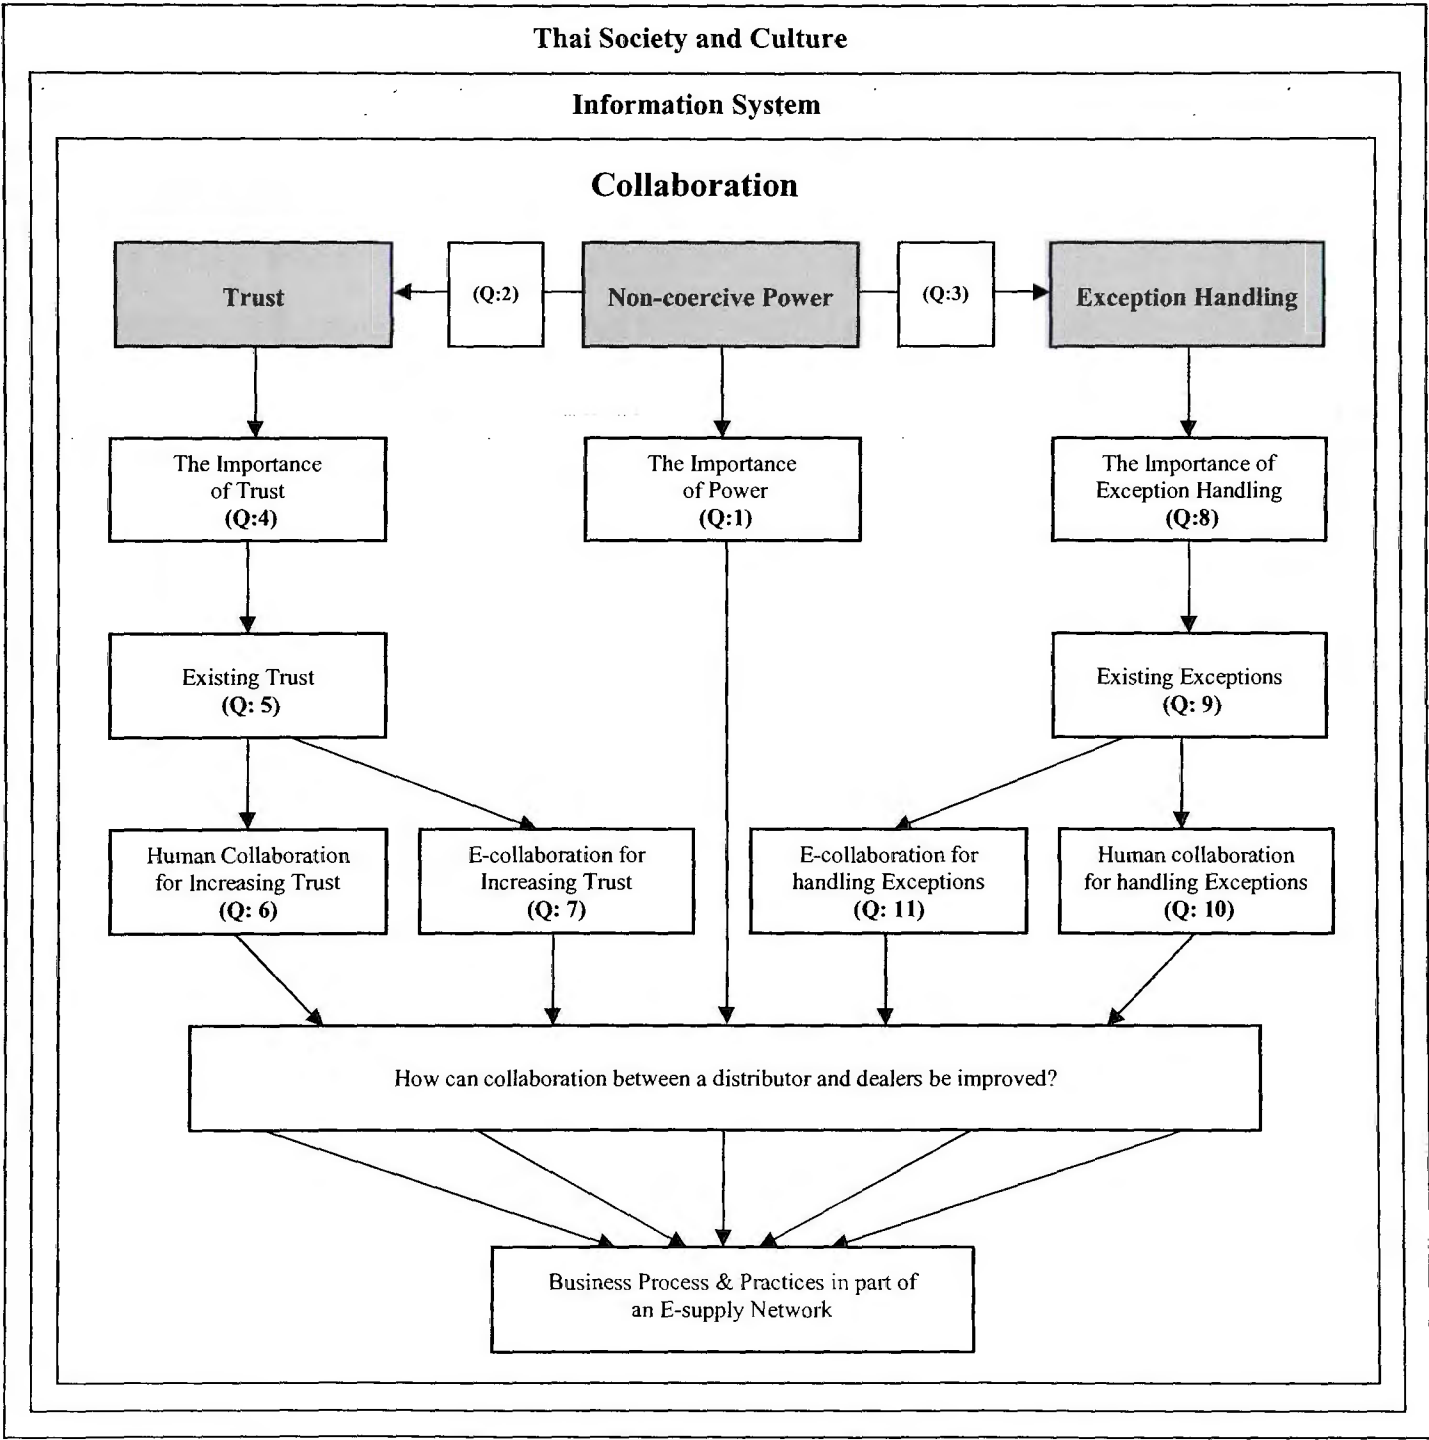 Thai Society and Culture
Information System
Collaboration
Trust
(Q:2)
Non-coercive Power
(Q:3)
Exception Handling
The Importance
of Trust
(Q:4)
The Importance
of Power
(Q:1)
The Importance of
Exception Handling
(Q:8)
Existing Trust
(Q: 5)
Existing Exceptions
(Q: 9)
Human Collaboration
for Increasing Trust
(Q: 6)
E-collaboration for
Increasing Trust
(Q: 7)
E-collaboration for
handling Exceptions
(Q: 11)
Human collaboration
for handling Exceptions
(Q: 10)
How can collaboration between a distributor and dealers be improved?
Business Process & Practices in part of
an E-supply Network